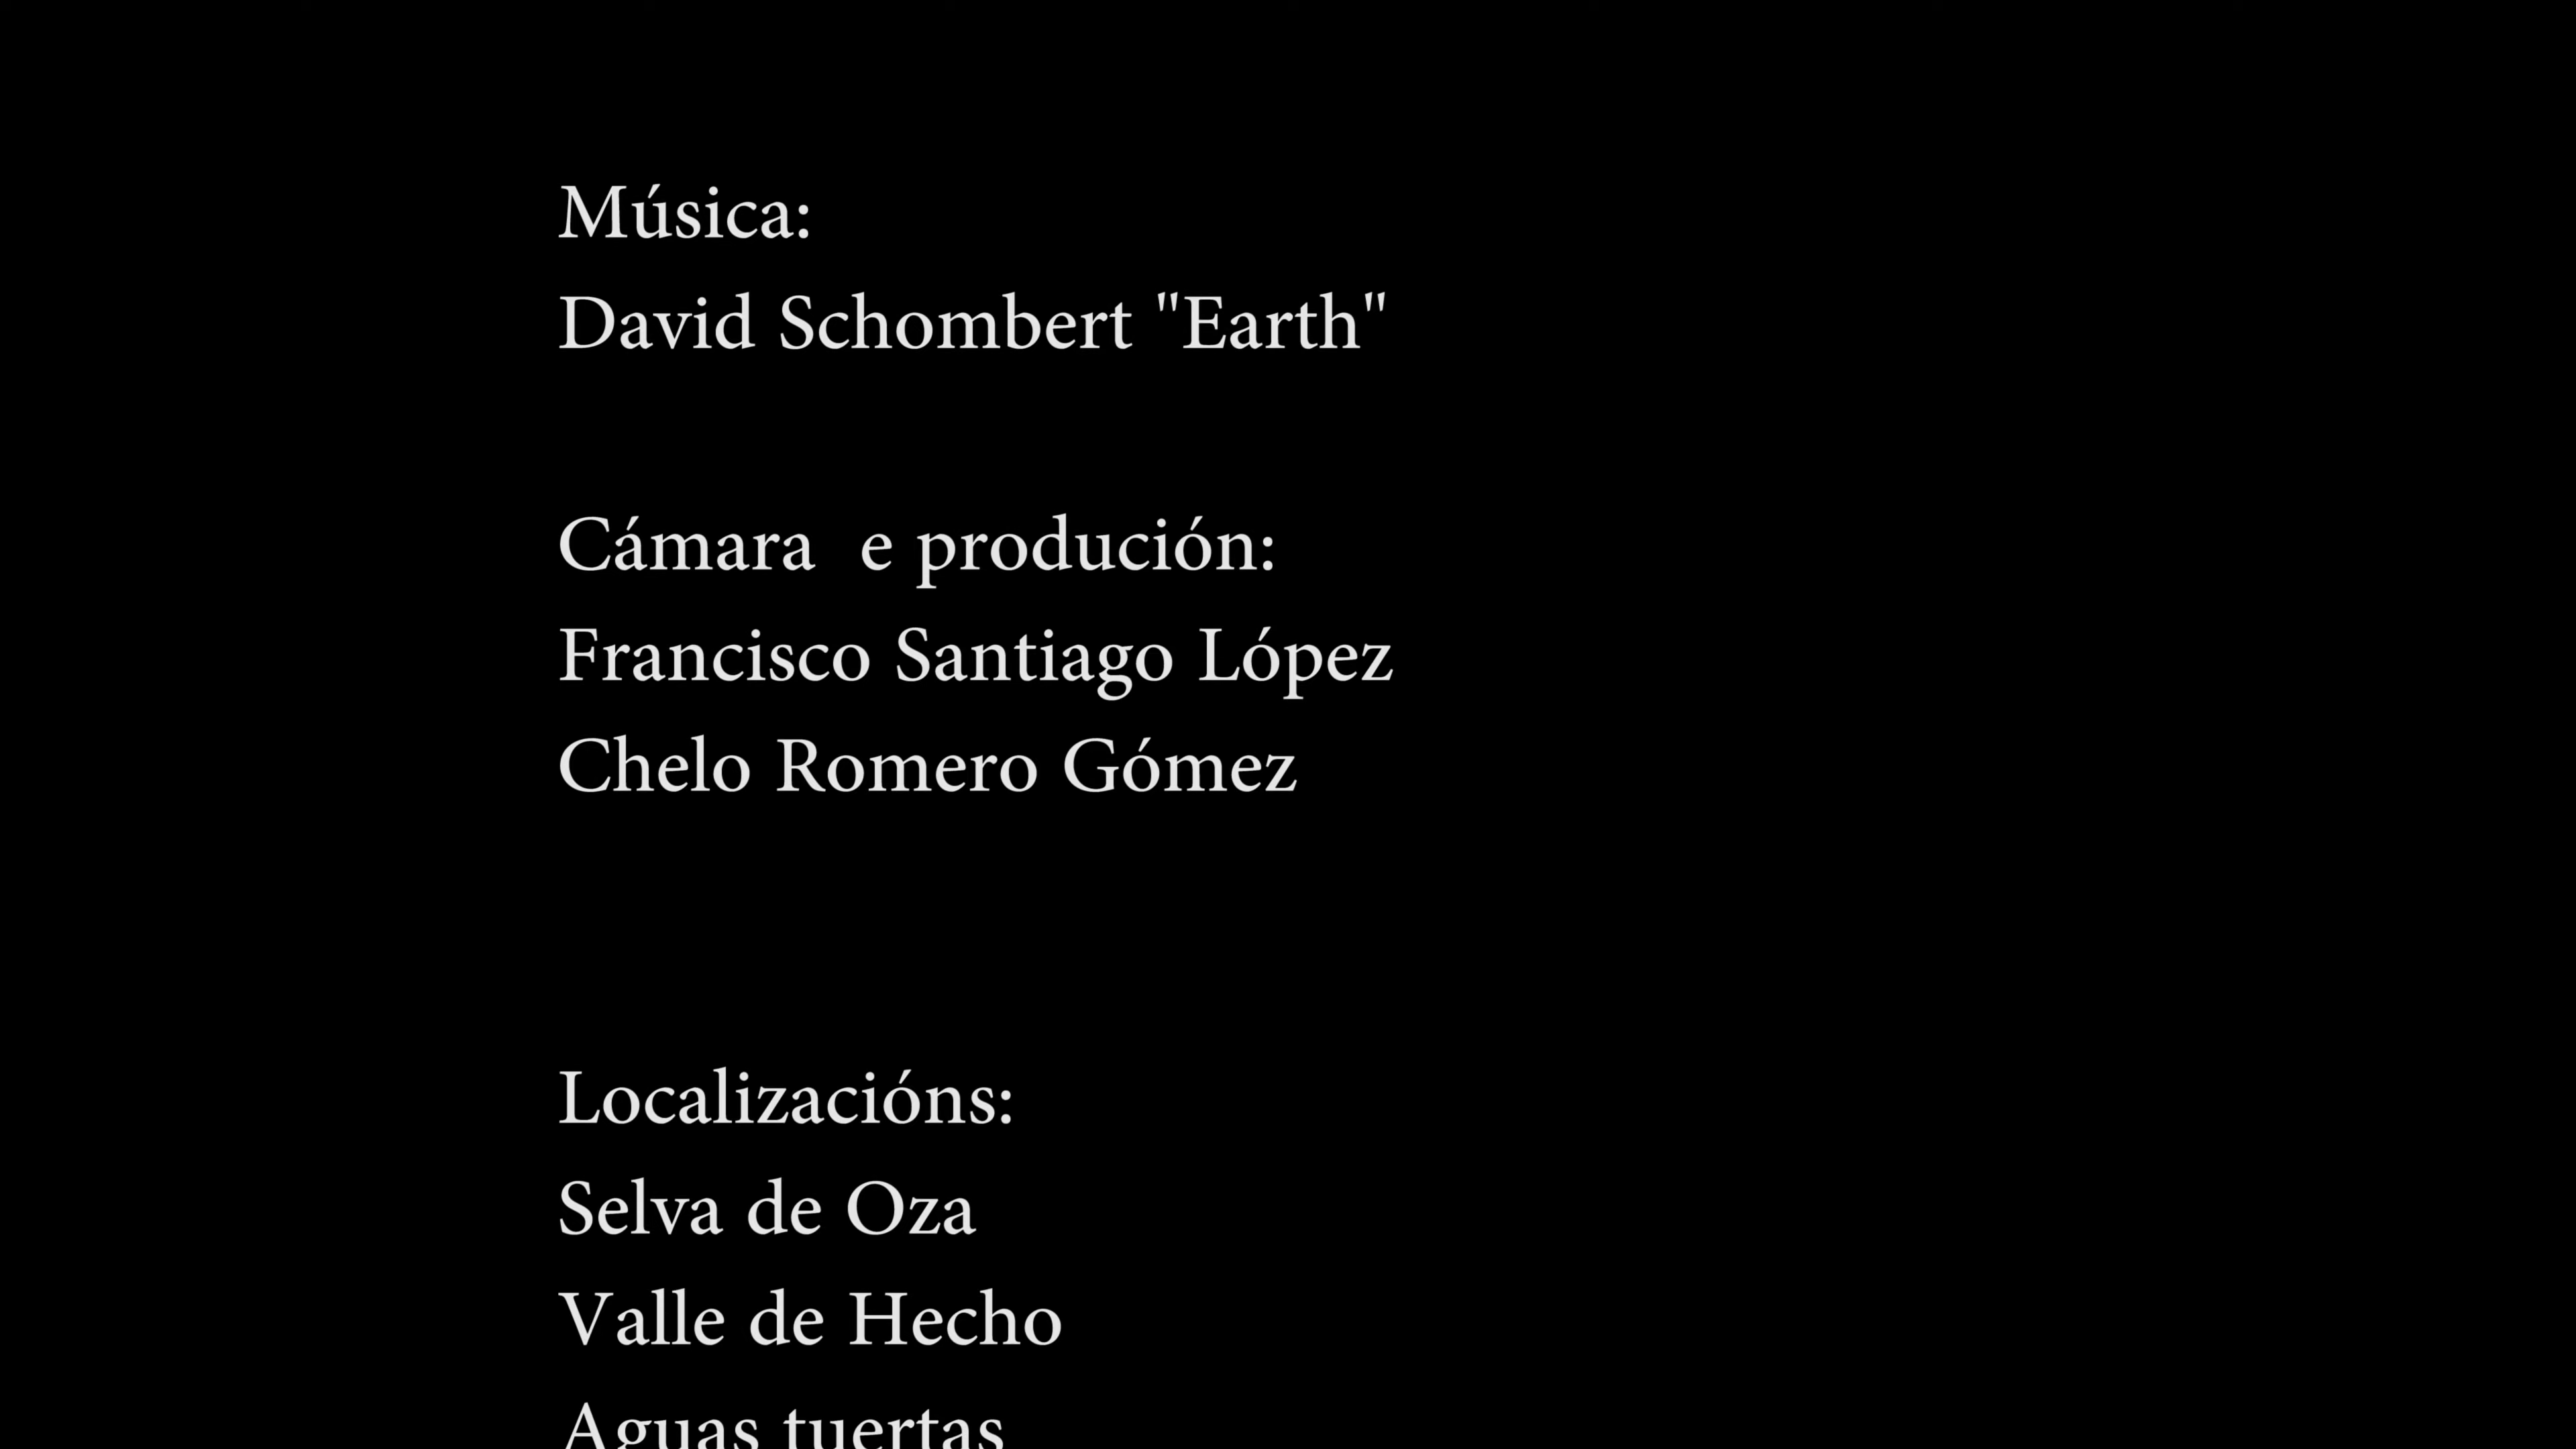 Música:
David Schombert "Earth"
Cámara  e produción:
Francisco Santiago López
Chelo Romero Gómez
Localizacións:
Selva de Oza
Valle de Hecho
Aguas tuertas